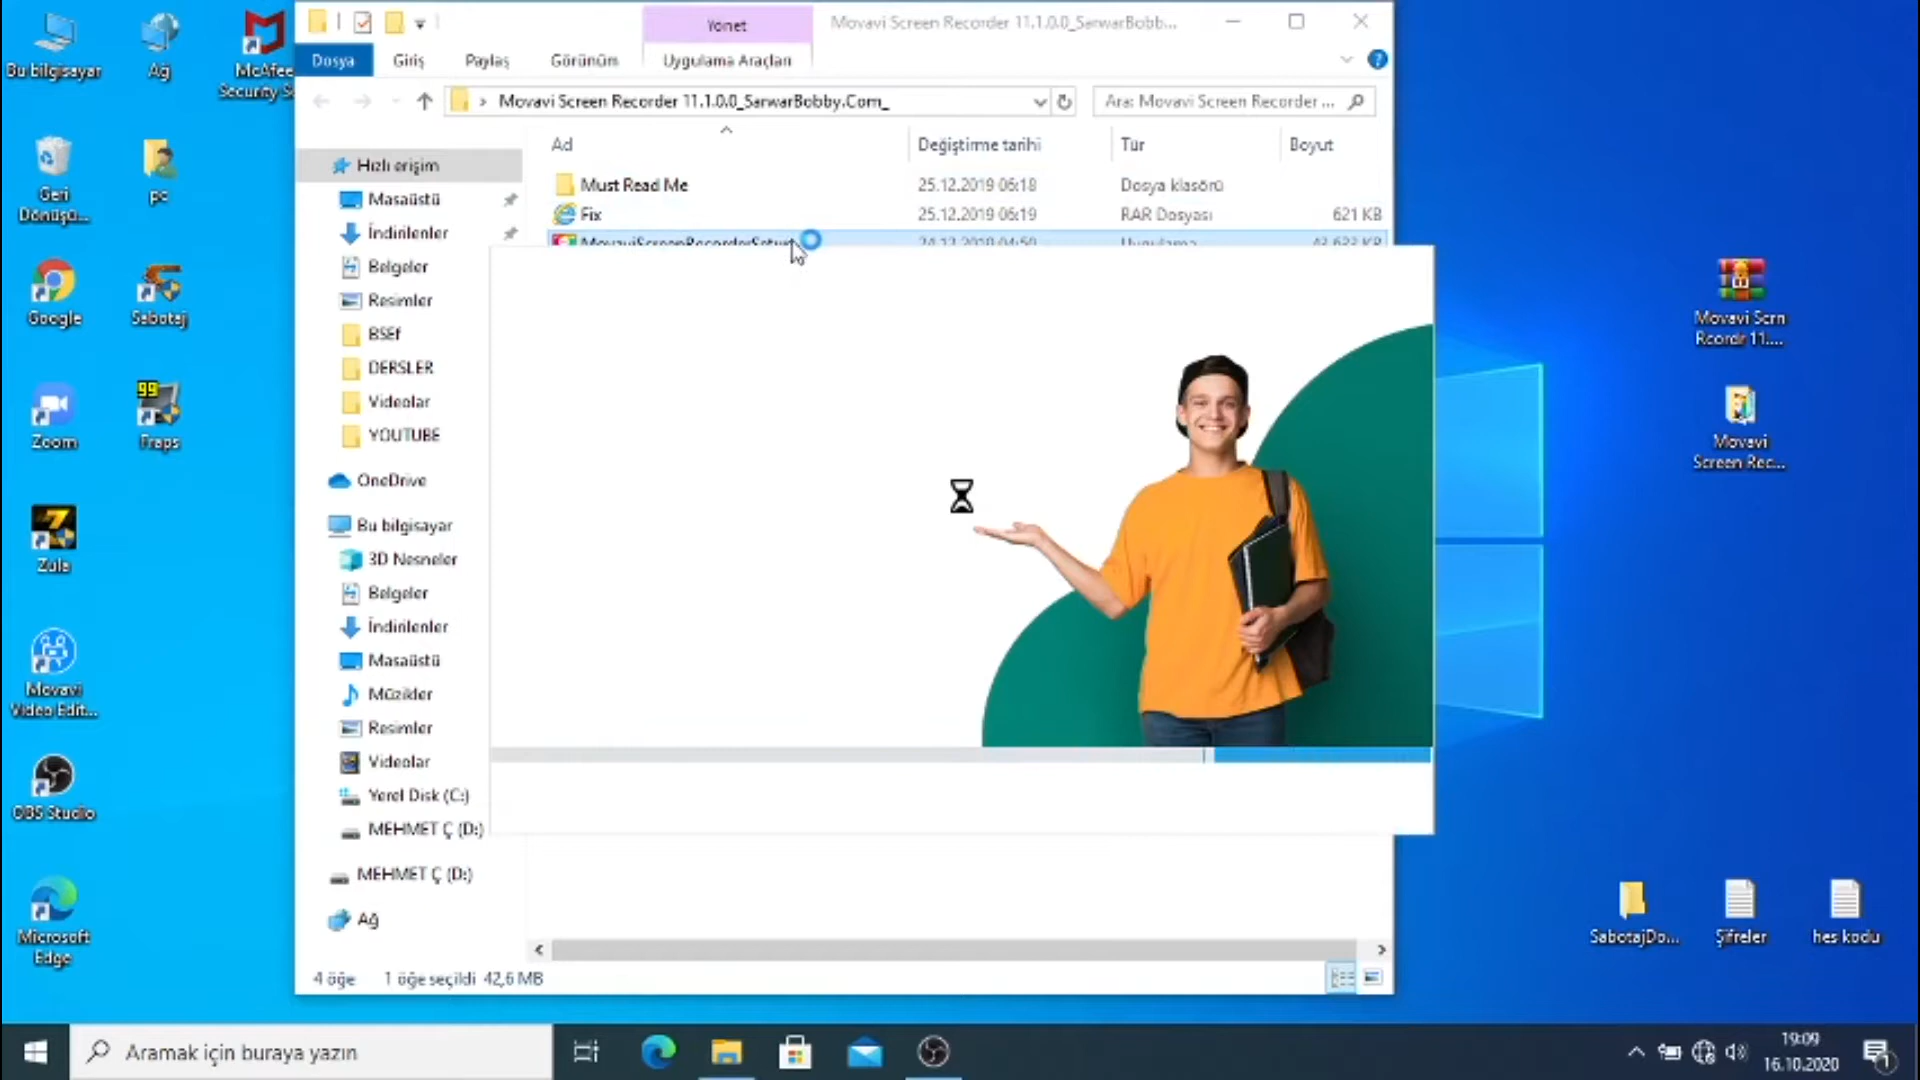 Bu bilgisayar
Ağ
McAfee
Security S
Geri
Dönüşü...
pc
Google
Sabotaj
Zoom
Fraps
Zula
Movavi
Video Edit...
OBS Studio
Microsoft
Edge
Yönet
Movavi Screen Recorder 11.1.0.0_SarwarBobb...
Dosya
Giriş
Paylaş
Görünüm
Uygulama Araçları
Movavi Screen Recorder 11.1.0.0_SarwarBobby.Com_
Ara: Movavi Screen Recorder ...
Ad
Değiştirme tarihi
Tür
Boyut
Must Read Me
25.12.2019 06:18
Dosya klasörü
Fix
25.12.2019 06:19
RAR Dosyası
621 KB
MovaviScreenRecorderSetup
Uygulama
Hızlı erişim
Masaüstü
İndirilenler
Belgeler
Resimler
BSEf
DERSLER
Videolar
YOUTUBE
OneDrive
Bu bilgisayar
3D Nesneler
Belgeler
İndirilenler
Masaüstü
Müzikler
Resimler
Videolar
Yerel Disk (C:)
MEHMET Ç (D:)
MEHMET Ç (D:)
Ağ
4 öğe
1 öğe seçildi 42,6 MB
Movavi Scrn
Rcordr 11....
Movavi
Screen Rec...
SabotajDo...
Şifreler
hes kodu
Aramak için buraya yazın
19:09
16.10.2020
1